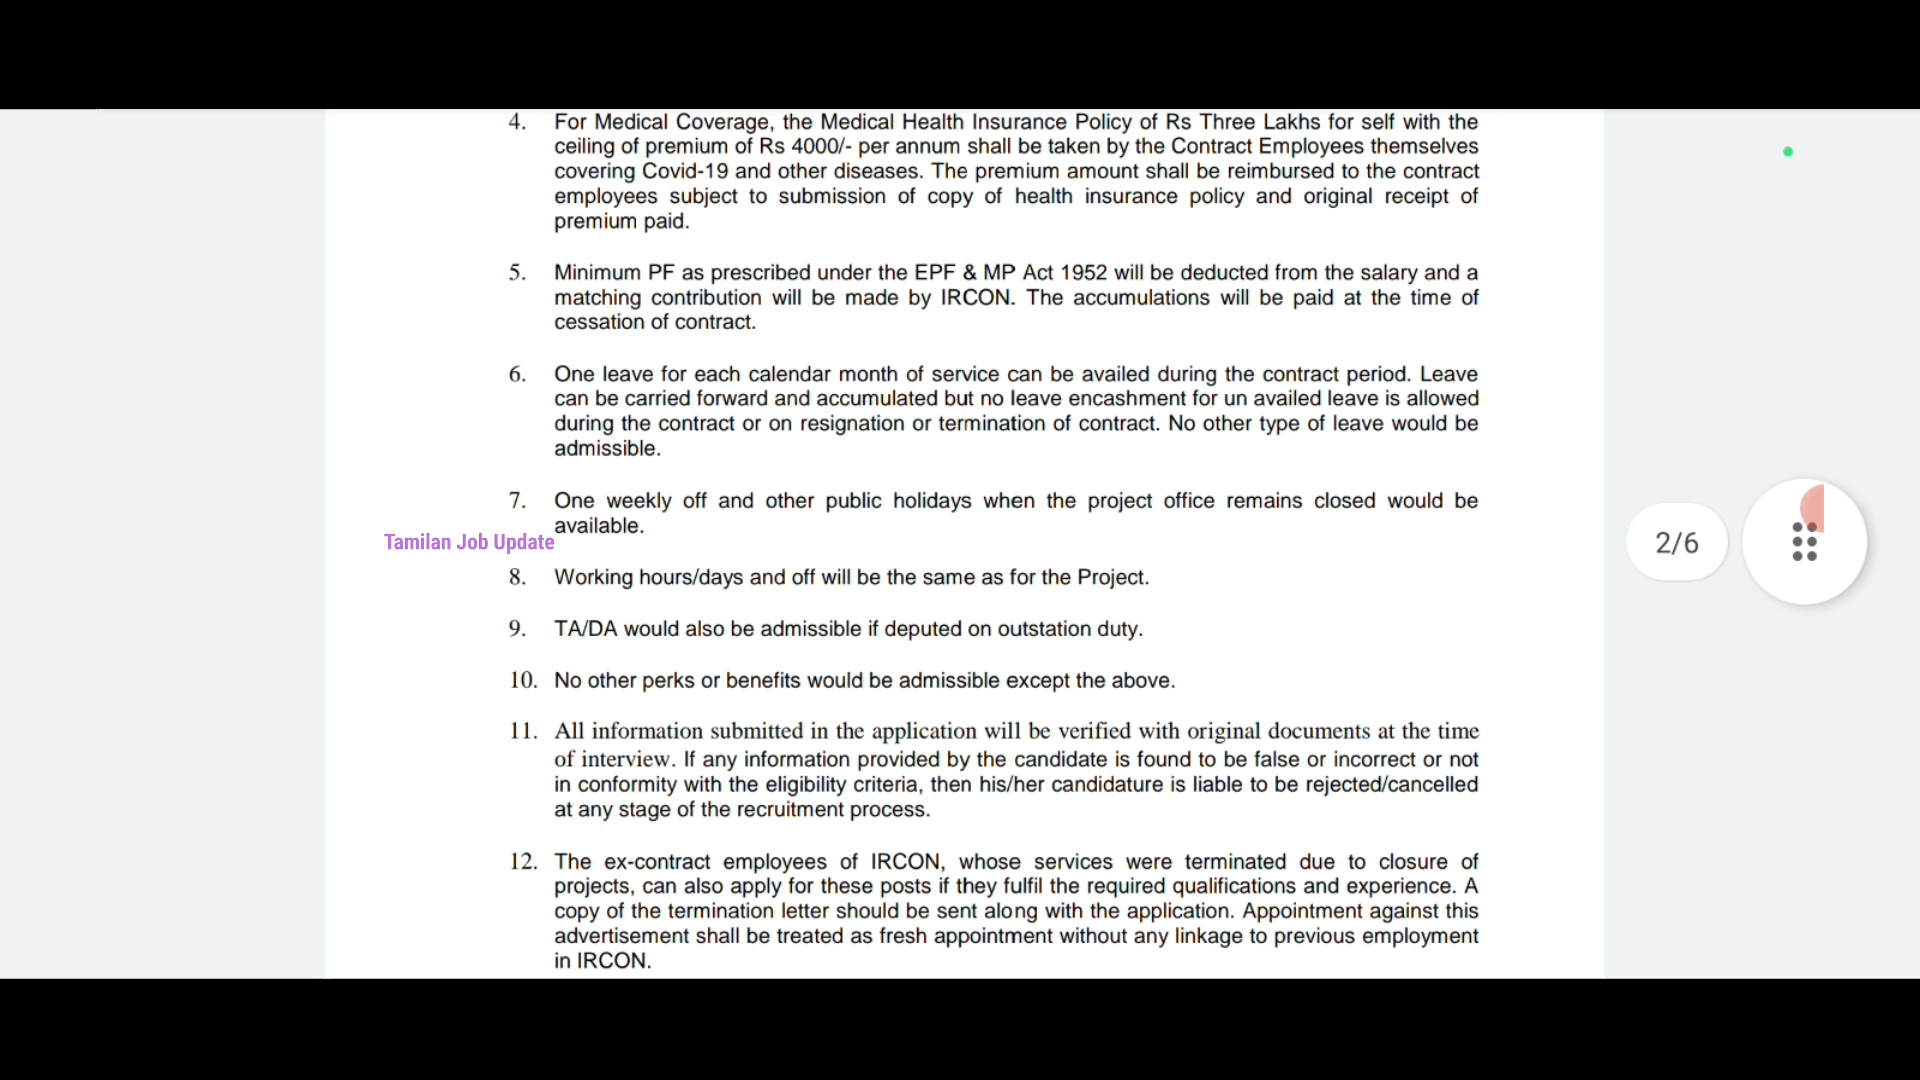 4. For Medical Coverage, the Medical Health Insurance Policy of Rs Three Lakhs for self with the
ceiling of premium of Rs 4000/- per annum shall be taken by the Contract Employees themselves
covering Covid-19 and other diseases. The premium amount shall be reimbursed to the contract
employees subject to submission of copy of health insurance policy and original receipt of
premium paid.
5. Minimum PF as prescribed under the EPF & MP Act 1952 will be deducted from the salary and a
matching contribution will be made by IRCON. The accumulations will be paid at the time of
cessation of contract.
6. One leave for each calendar month of service can be availed during the contract period. Leave
can be carried forward and accumulated but no leave encashment for un availed leave is allowed
during the contract or on resignation or termination of contract. No other type of leave would be
admissible.
7. One weekly off and other public holidays when the project office remains closed would be
available.
Tamilan Job Update
2/6
8. Working hours/days and off will be the same as for the Project.
9. TA/DA would also be admissible if deputed on outstation duty.
10. No other perks or benefits would be admissible except the above.
11. All information submitted in the application will be verified with original documents at the time
of interview. If any information provided by the candidate is found to be false or incorrect or not
in conformity with the eligibility criteria, then his/her candidature is liable to be rejected/cancelled
at any stage of the recruitment process.
12. The ex-contract employees of IRCON, whose services were terminated due to closure of
projects, can also apply for these posts if they fulfil the required qualifications and experience. A
copy of the termination letter should be sent along with the application. Appointment against this
advertisement shall be treated as fresh appointment without any linkage to previous employment
in IRCON.